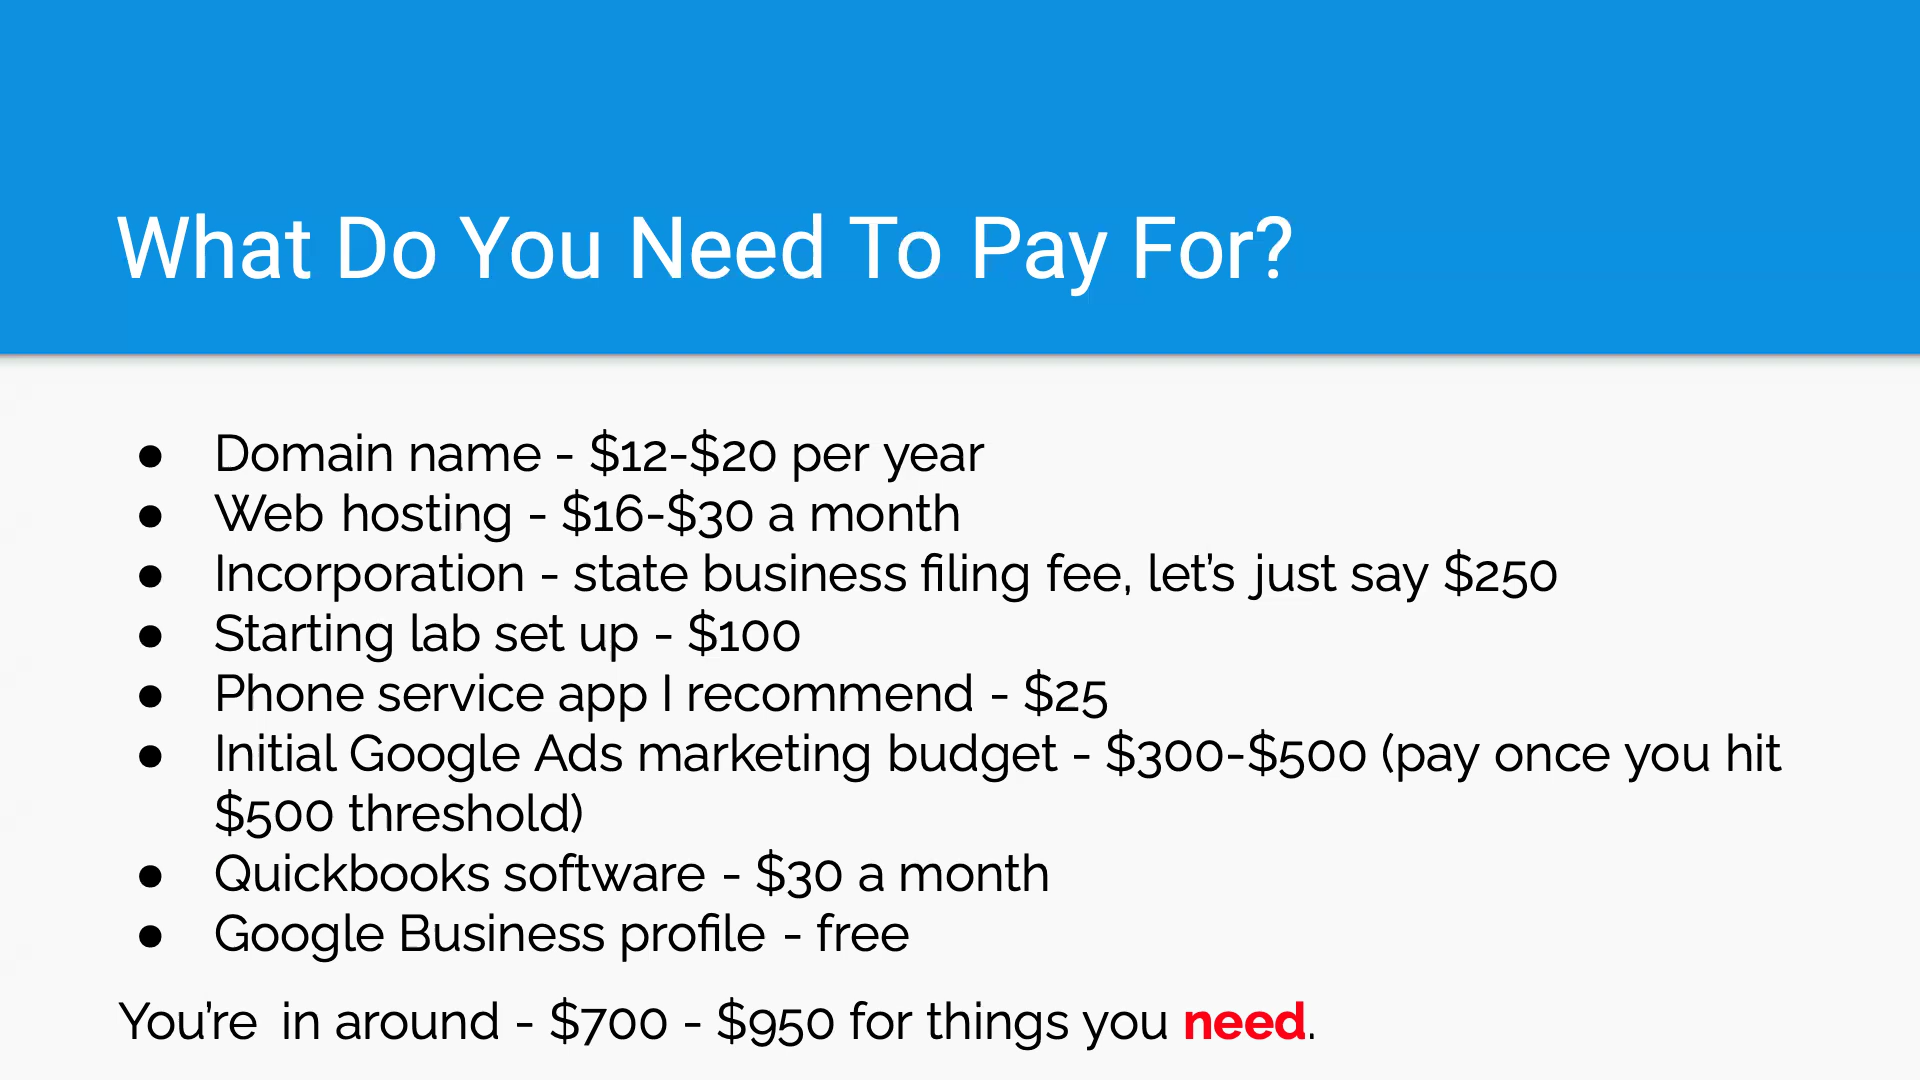 What Do You Need To Pay For?
● Domain name - $12-$20 per year
● Web hosting - $16-$30 a month
● Incorporation - state business filing fee, let’s just say $250
● Starting lab set up - $100
● Phone service app I recommend - $25
● Initial Google Ads marketing budget - $300-$500 (pay once you hit
$500 threshold)
● Quickbooks software - $30 a month
● Google Business profile - free
You’re in around - $700 - $950 for things you need.